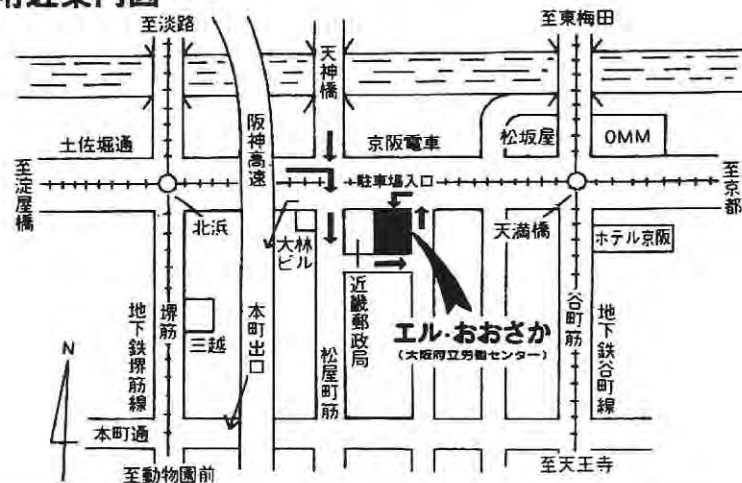 附近案内図
至淡路
至東梅田
天神橋
阪神高速
土佐堀通
京阪電車
松坂屋
OMM
至淀屋橋
駐車場入口
至京都
北浜
天満橋
大林
ビル
ホテル京阪
近畿郵政局
エル・おおさか
(大阪府立労働センター)
地下鉄堺筋線
堺筋
三越
本町出口
松屋町筋
谷町筋
地下鉄谷町線
N
本町通
至動物園前
至天王寺